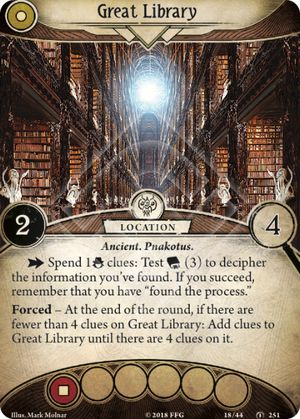 Great Library
2
LOCATION
4
Ancient. Pnakotus.
Spend 1 clues: Test (3) to decipher
the information you've found. If you succeed,
remember that you have "found the process."
Forced – At the end of the round, if there are
fewer than 4 clues on Great Library: Add clues to
Great Library until there are 4 clues on it.
Illus. Mark Molnar
© 2018 FFG
18/44
251